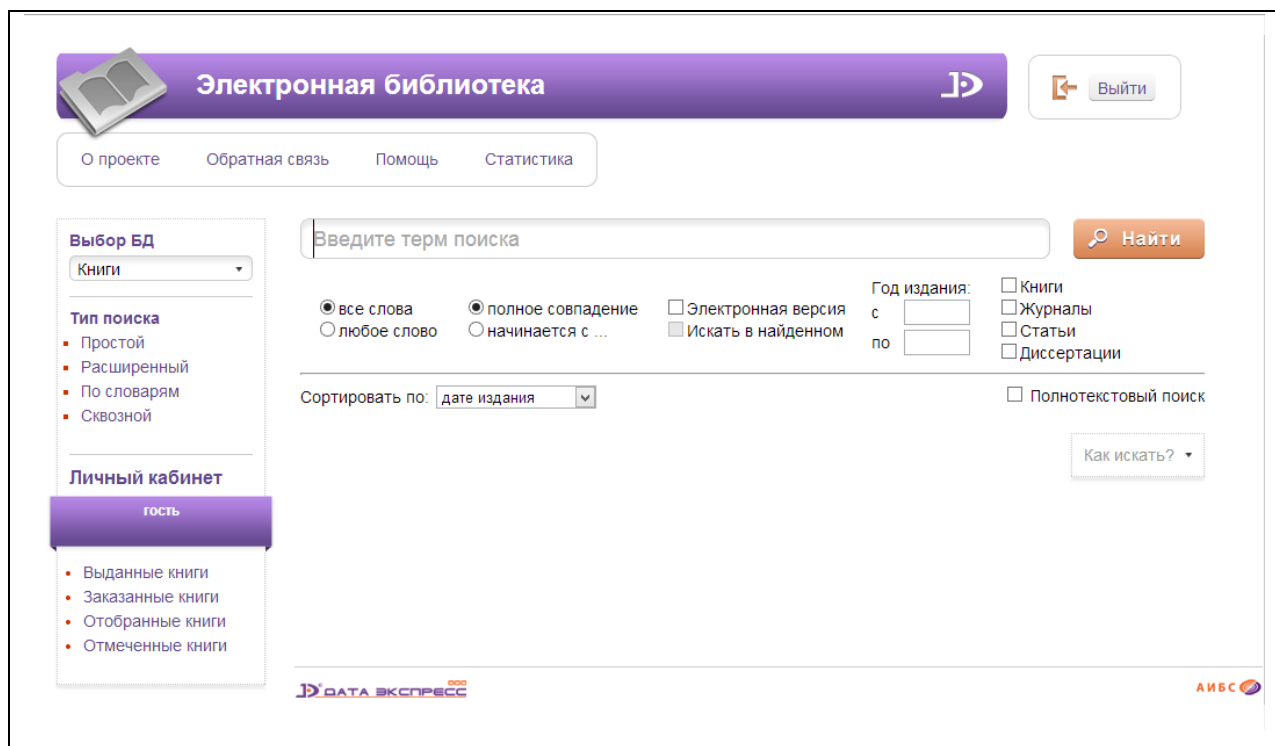 Электронная библиотека
Выйти
О проекте Обратная связь Помощь Статистика
Выбор БД
Книги
Тип поиска
Простой
Расширенный
По словарям
Сквозной
Личный кабинет
гость
Выданные книги
Заказанные книги
Отобранные книги
Отмеченные книги
Введите терм поиска
Найти
все слова
любое слово
полное совпадение
начинается с ...
Электронная версия
Искать в найденном
Год издания:
с
по
Книги
Журналы
Статьи
Диссертации
Сортировать по: дате издания
Полнотекстовый поиск
Как искать?
ДАТА ЭКСПРЕСС
АИБС